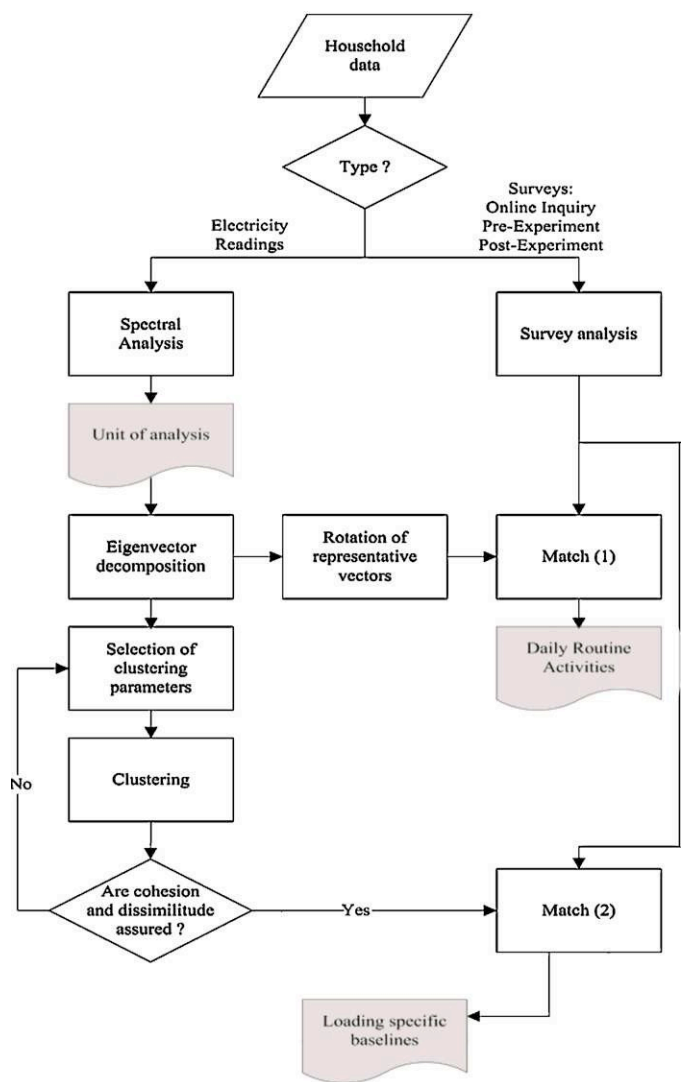 Household
data
Type ?
Electricity
Readings
Surveys:
Online Inquiry
Pre-Experiment
Post-Experiment
Spectral
Analysis
Survey analysis
Unit of analysis
Eigenvector
decomposition
Rotation of
representative
vectors
Match (1)
Selection of
clustering
parameters
Daily Routine
Activities
Clustering
No
Are cohesion
and dissimilitude
assured ?
Yes
Match (2)
Loading specific
baselines